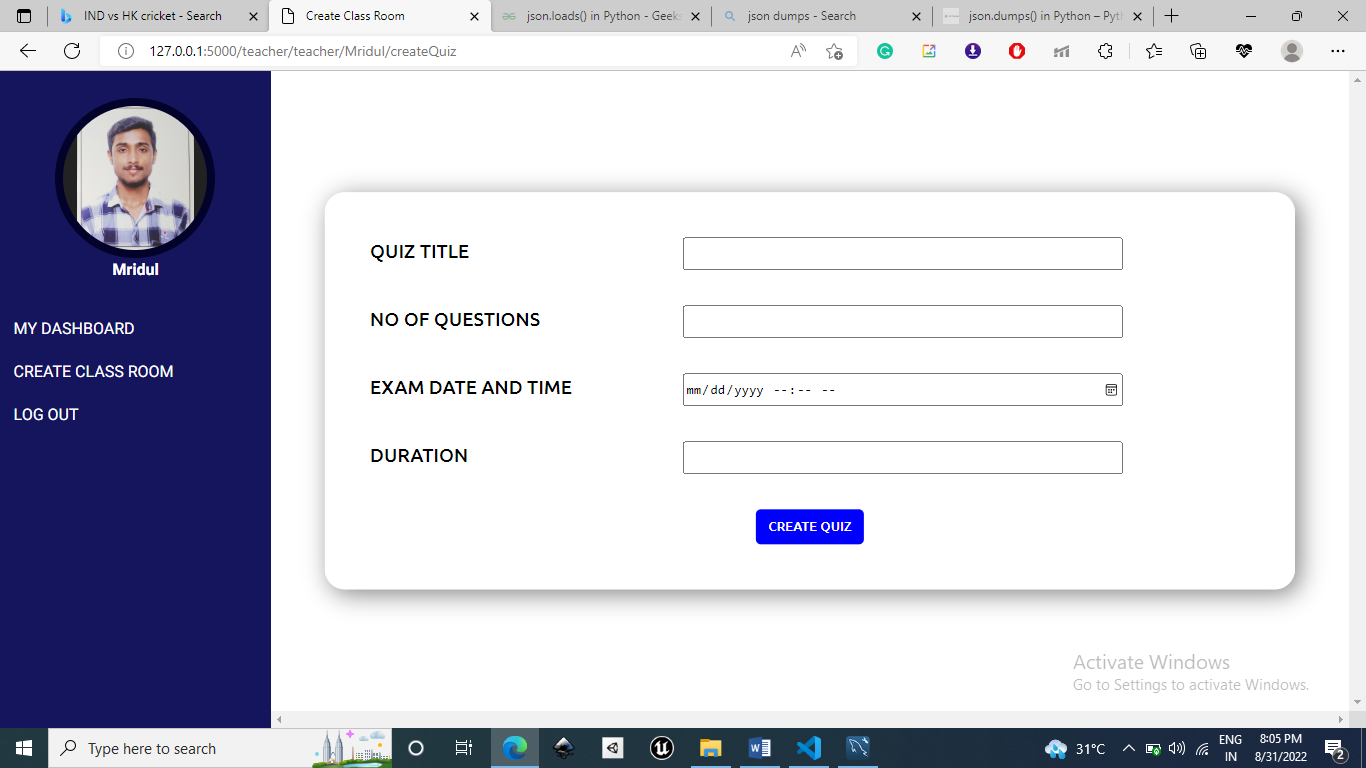 IND vs HK cricket - Search
Create Class Room
json.loads() in Python - Geeks
json dumps - Search
json.dumps() in Python – Pyth
127.0.0.1:5000/teacher/teacher/Mridul/createQuiz
Mridul
MY DASHBOARD
CREATE CLASS ROOM
LOG OUT
QUIZ TITLE
NO OF QUESTIONS
EXAM DATE AND TIME
mm/dd/yyyy --:-- --
DURATION
CREATE QUIZ
Activate Windows
Go to Settings to activate Windows.
Type here to search
31°C
ENG
IN
8:05 PM
8/31/2022
2